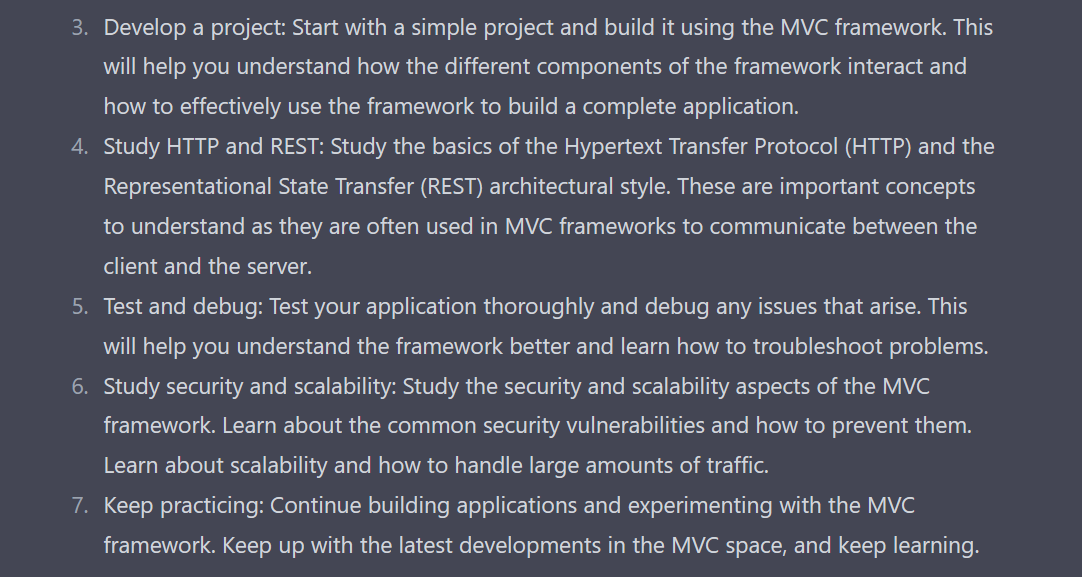 3. Develop a project: Start with a simple project and build it using the MVC framework. This
will help you understand how the different components of the framework interact and
how to effectively use the framework to build a complete application.
4. Study HTTP and REST: Study the basics of the Hypertext Transfer Protocol (HTTP) and the
Representational State Transfer (REST) architectural style. These are important concepts
to understand as they are often used in MVC frameworks to communicate between the
client and the server.
5. Test and debug: Test your application thoroughly and debug any issues that arise. This
will help you understand the framework better and learn how to troubleshoot problems.
6. Study security and scalability: Study the security and scalability aspects of the MVC
framework. Learn about the common security vulnerabilities and how to prevent them.
Learn about scalability and how to handle large amounts of traffic.
7. Keep practicing: Continue building applications and experimenting with the MVC
framework. Keep up with the latest developments in the MVC space, and keep learning.